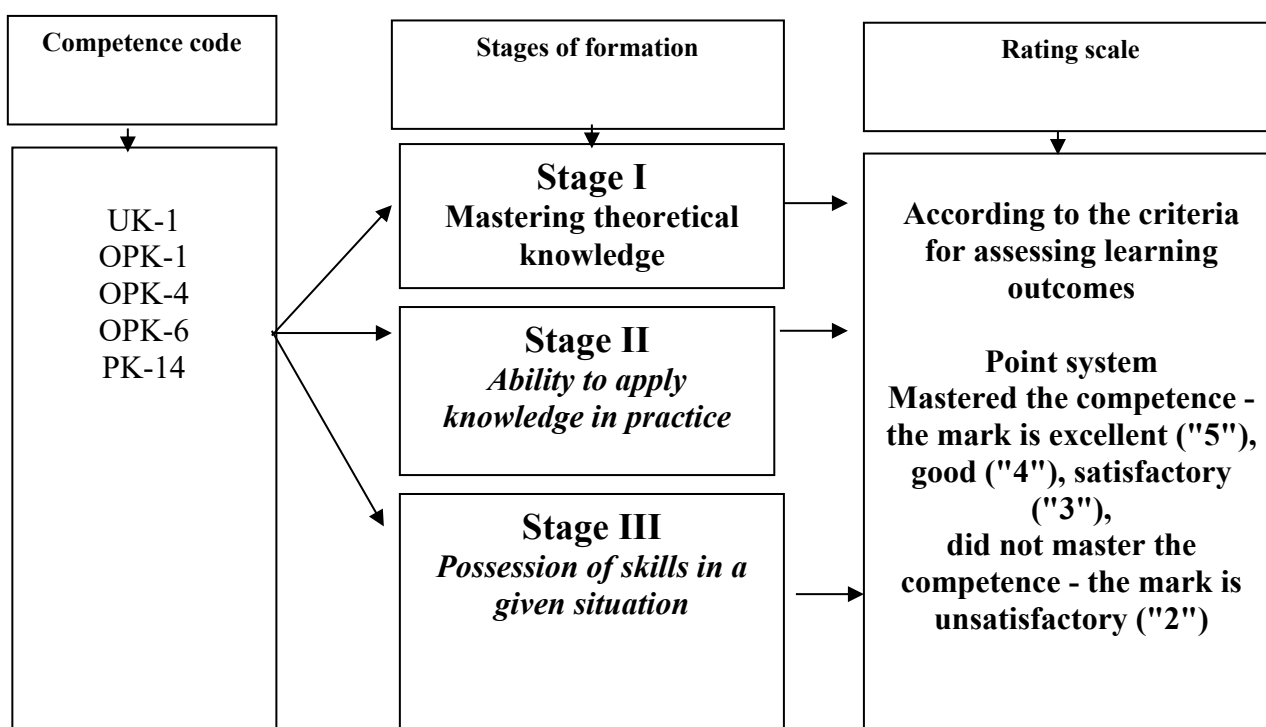 Competence code
Stages of formation
Rating scale
UK-1
OPK-1
OPK-4
OPK-6
PK-14
Stage I
Mastering theoretical
knowledge
Stage II
Ability to apply
knowledge in practice
Stage III
Possession of skills in a
given situation
According to the criteria
for assessing learning
outcomes
Point system
Mastered the competence -
the mark is excellent ("5"),
good ("4"), satisfactory
("3"),
did not master the
competence - the mark is
unsatisfactory ("2")